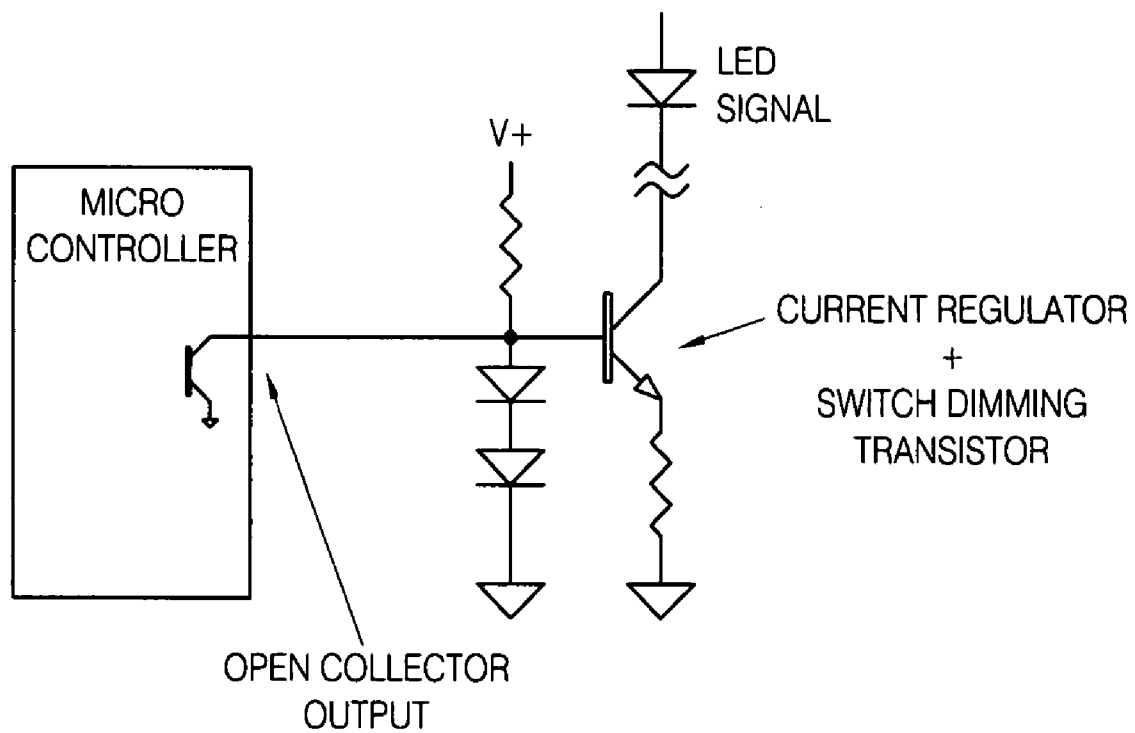 LED
SIGNAL
V+
MICRO
CONTROLLER
CURRENT REGULATOR
+
SWITCH DIMMING
TRANSISTOR
OPEN COLLECTOR
OUTPUT